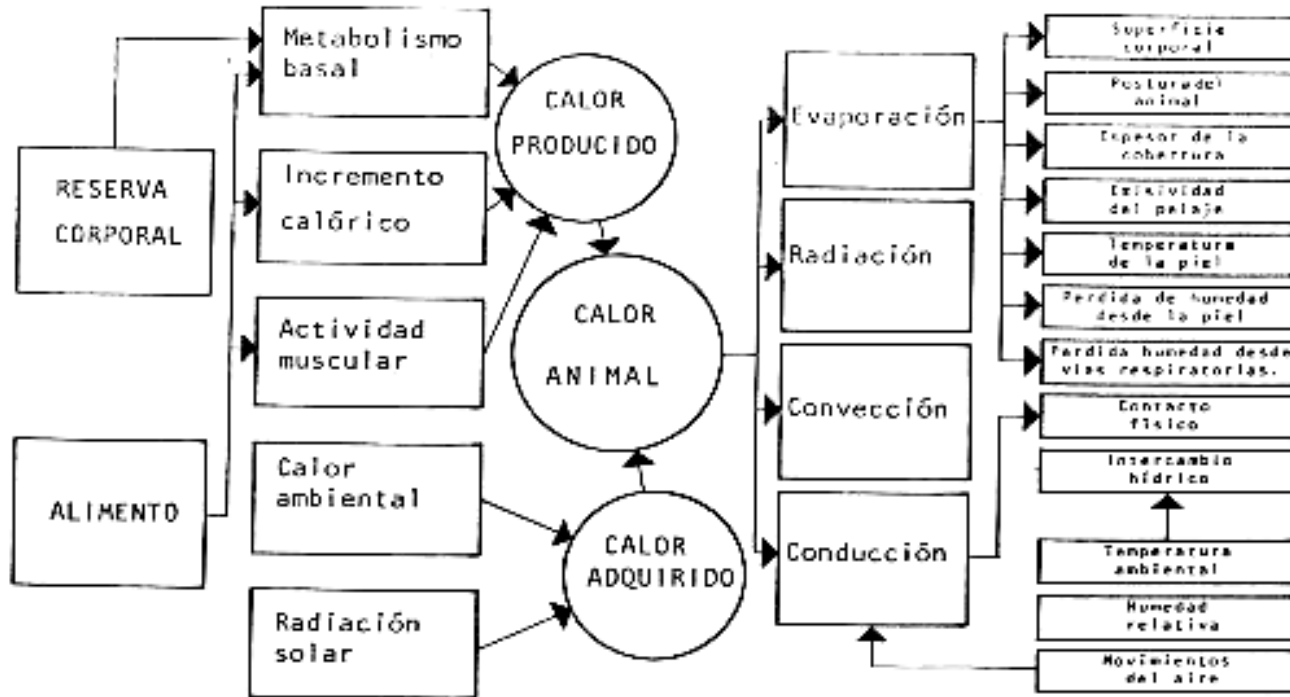 RESERVA
CORPORAL
ALIMENTO
Metabolismo
basal
Incremento
calórico
Actividad
muscular
Calor
ambiental
Radiación
solar
CALOR
PRODUCIDO
CALOR
ANIMAL
CALOR
ADQUIRIDO
Evaporación
Radiación
Convección
Conducción
Superficie
corporal
Postura del
animal
Espesor de la
cobertura
Emisividad
del pelaje
Temperatura
de la piel
Perdida de humedad
desde la piel
Perdida humedad desde
vias respiratorias.
Contacto
físico
Intercambio
hídrico
Temperatura
ambiental
Humedad
relativa
Movimientos
del aire